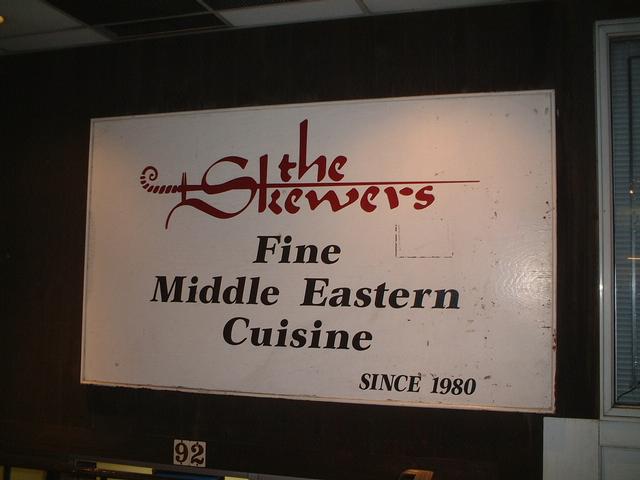 the
Skewers
Fine
Middle Eastern
Cuisine
SINCE 1980
92